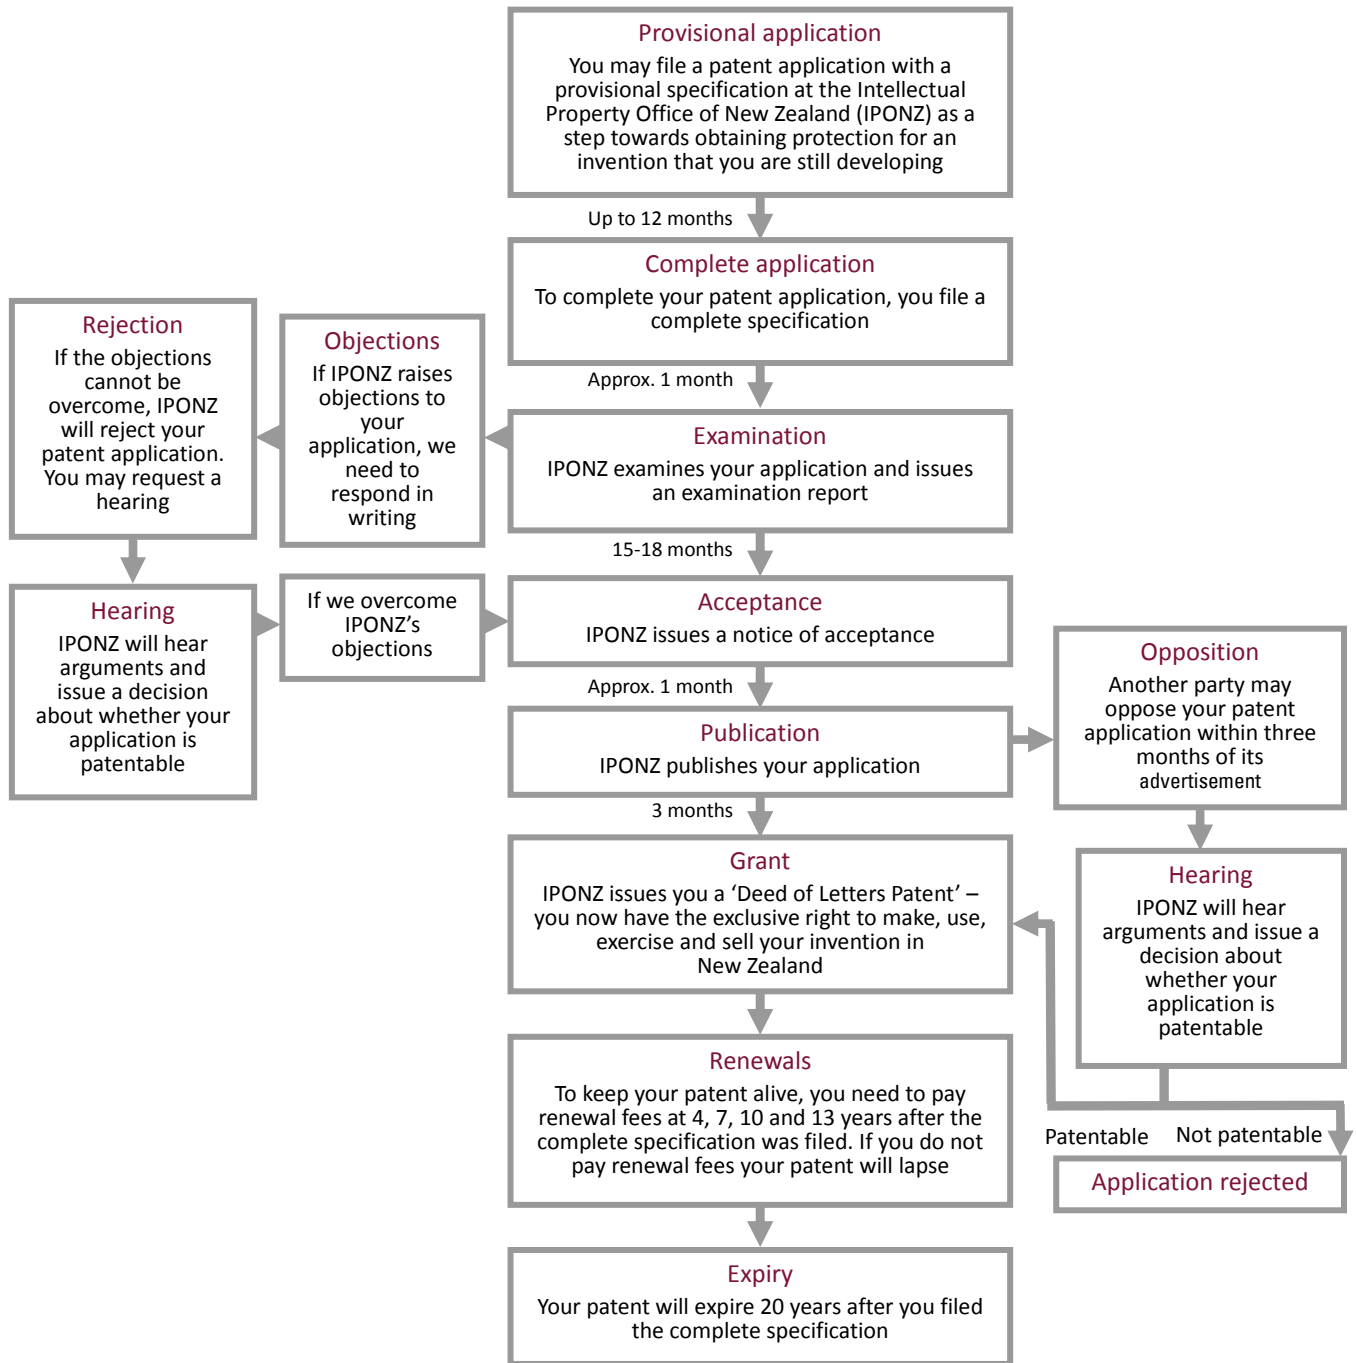 Provisional application
You may file a patent application with a
provisional specification at the Intellectual
Property Office of New Zealand (IPONZ) as a
step towards obtaining protection for an
invention that you are still developing
Up to 12 months
Complete application
To complete your patent application, you file a
complete specification
Approx. 1 month
Rejection
If the objections
cannot be
overcome, IPONZ
will reject your
patent application.
You may request a
hearing
Objections
If IPONZ raises
objections to
your
application, we
need to
respond in
writing
Examination
IPONZ examines your application and issues
an examination report
15-18 months
Hearing
IPONZ will hear
arguments and
issue a decision
about whether your
application is
patentable
If we overcome
IPONZ’s
objections
Acceptance
IPONZ issues a notice of acceptance
Approx. 1 month
Publication
IPONZ publishes your application
3 months
Opposition
Another party may
oppose your patent
application within three
months of its
advertisement
Grant
IPONZ issues you a ‘Deed of Letters Patent’ –
you now have the exclusive right to make, use,
exercise and sell your invention in
New Zealand
Hearing
IPONZ will hear
arguments and issue a
decision about
whether your
application is
patentable
Patentable
Not patentable
Application rejected
Renewals
To keep your patent alive, you need to pay
renewal fees at 4, 7, 10 and 13 years after the
complete specification was filed. If you do not
pay renewal fees your patent will lapse
Expiry
Your patent will expire 20 years after you filed
the complete specification